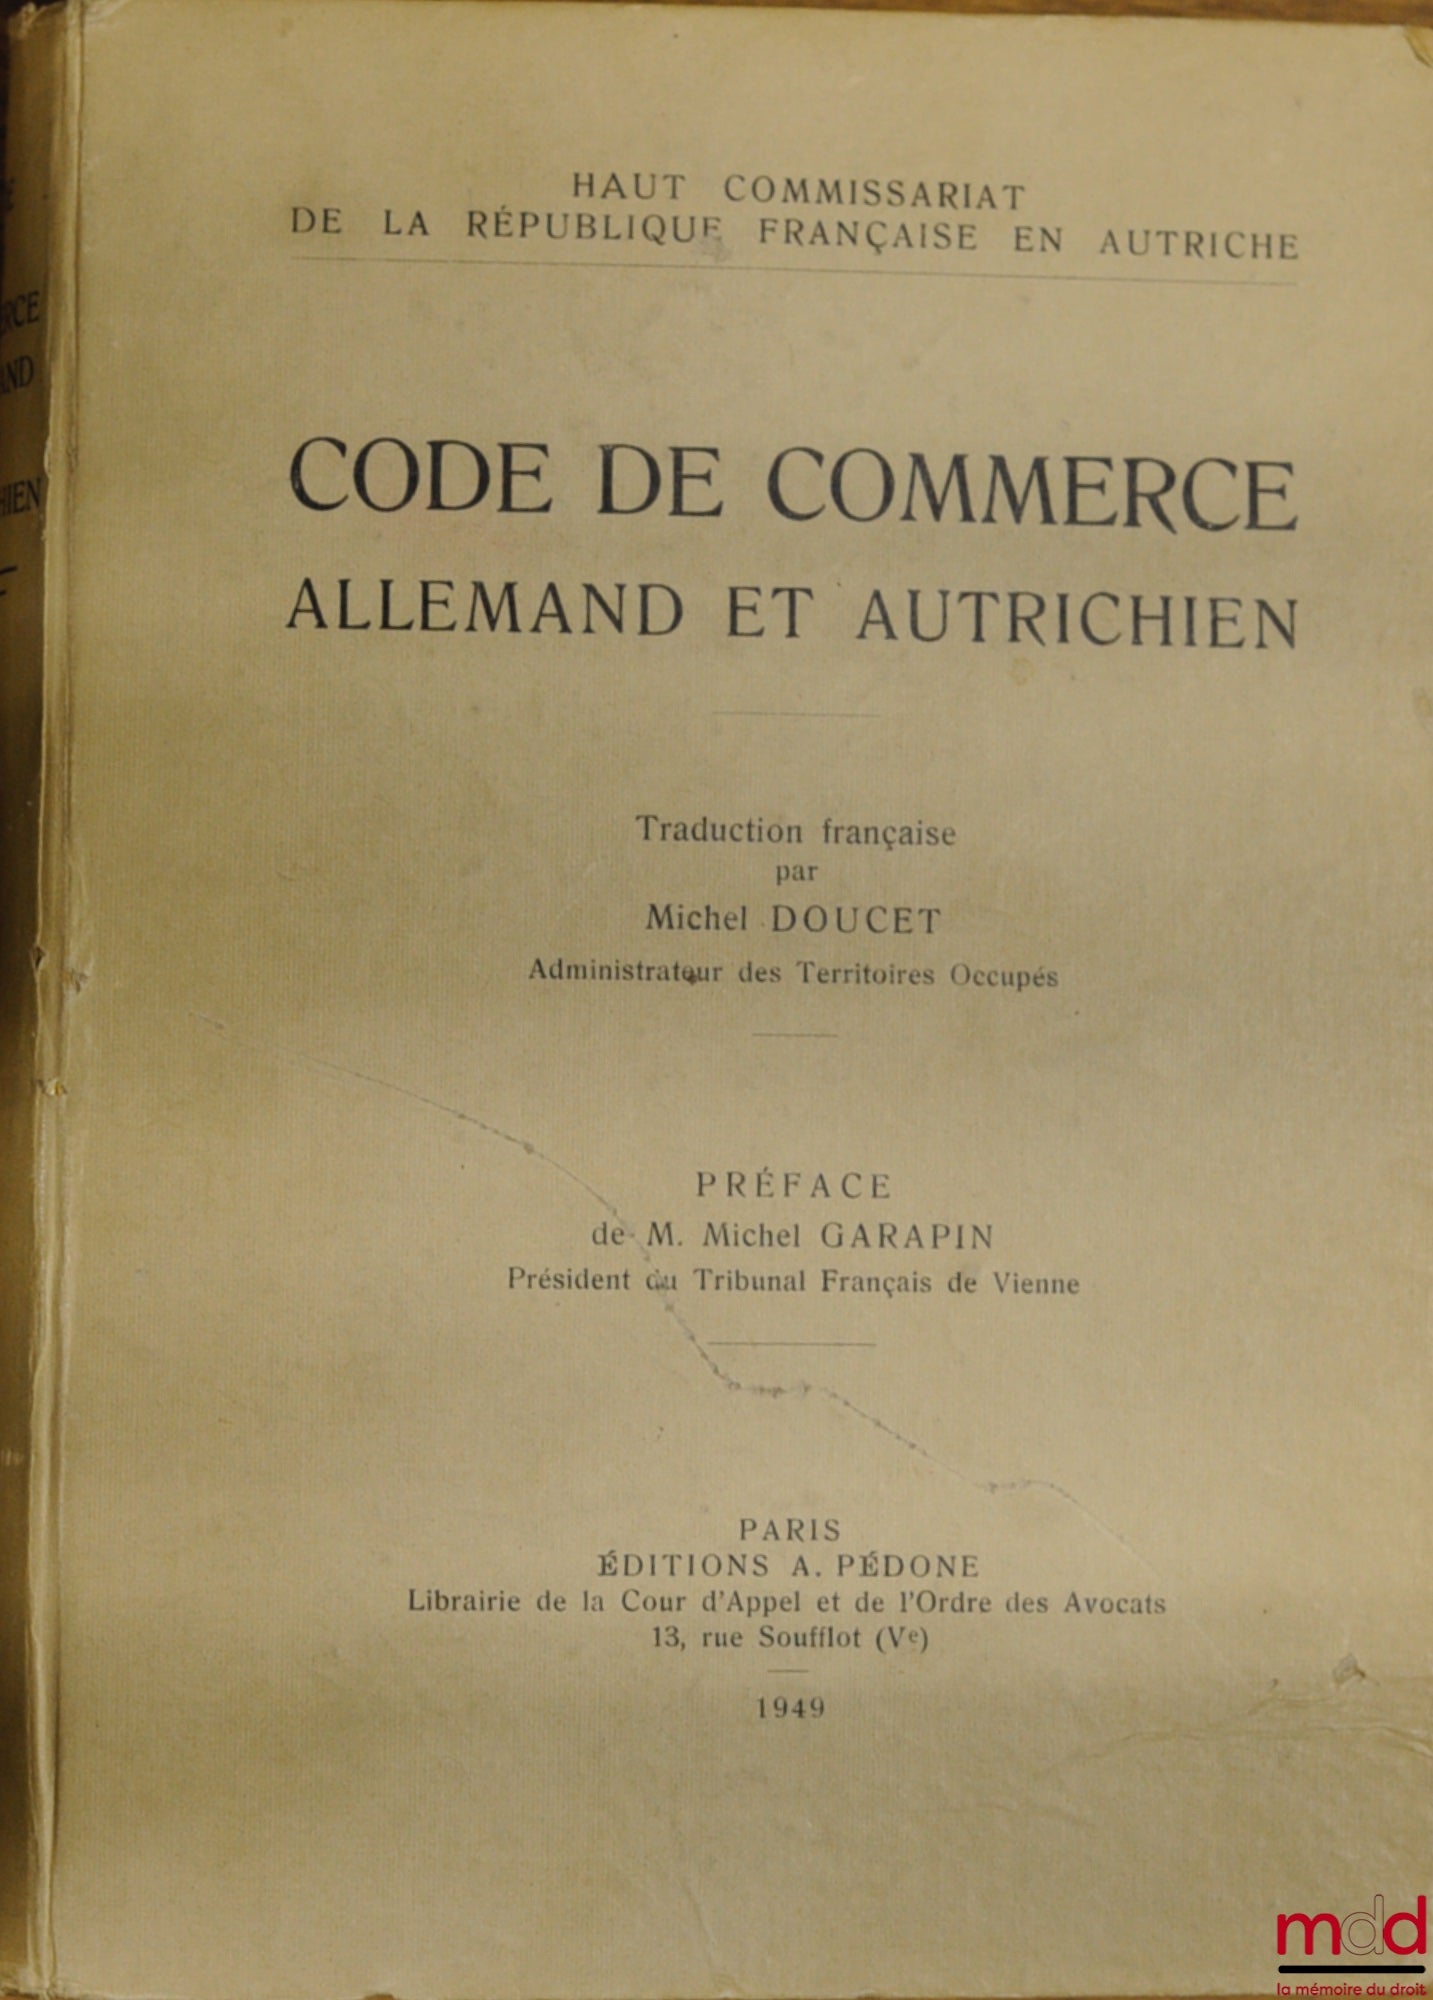 HAUT COMMISSARIAT
DE LA RÉPUBLIQUE FRANÇAISE EN AUTRICHE
CODE DE COMMERCE
ALLEMAND ET AUTRICHIEN
Traduction française
par
Michel DOUCET
Administrateur des Territoires Occupés
PRÉFACE
de M. Michel GARAPIN
Président du Tribunal Français de Vienne
PARIS
ÉDITIONS A. PÉDONE
Librairie de la Cour d'Appel et de l'Ordre des Avocats
13, rue Soufflot (Ve)
1949
mdd
la mémoire du droit